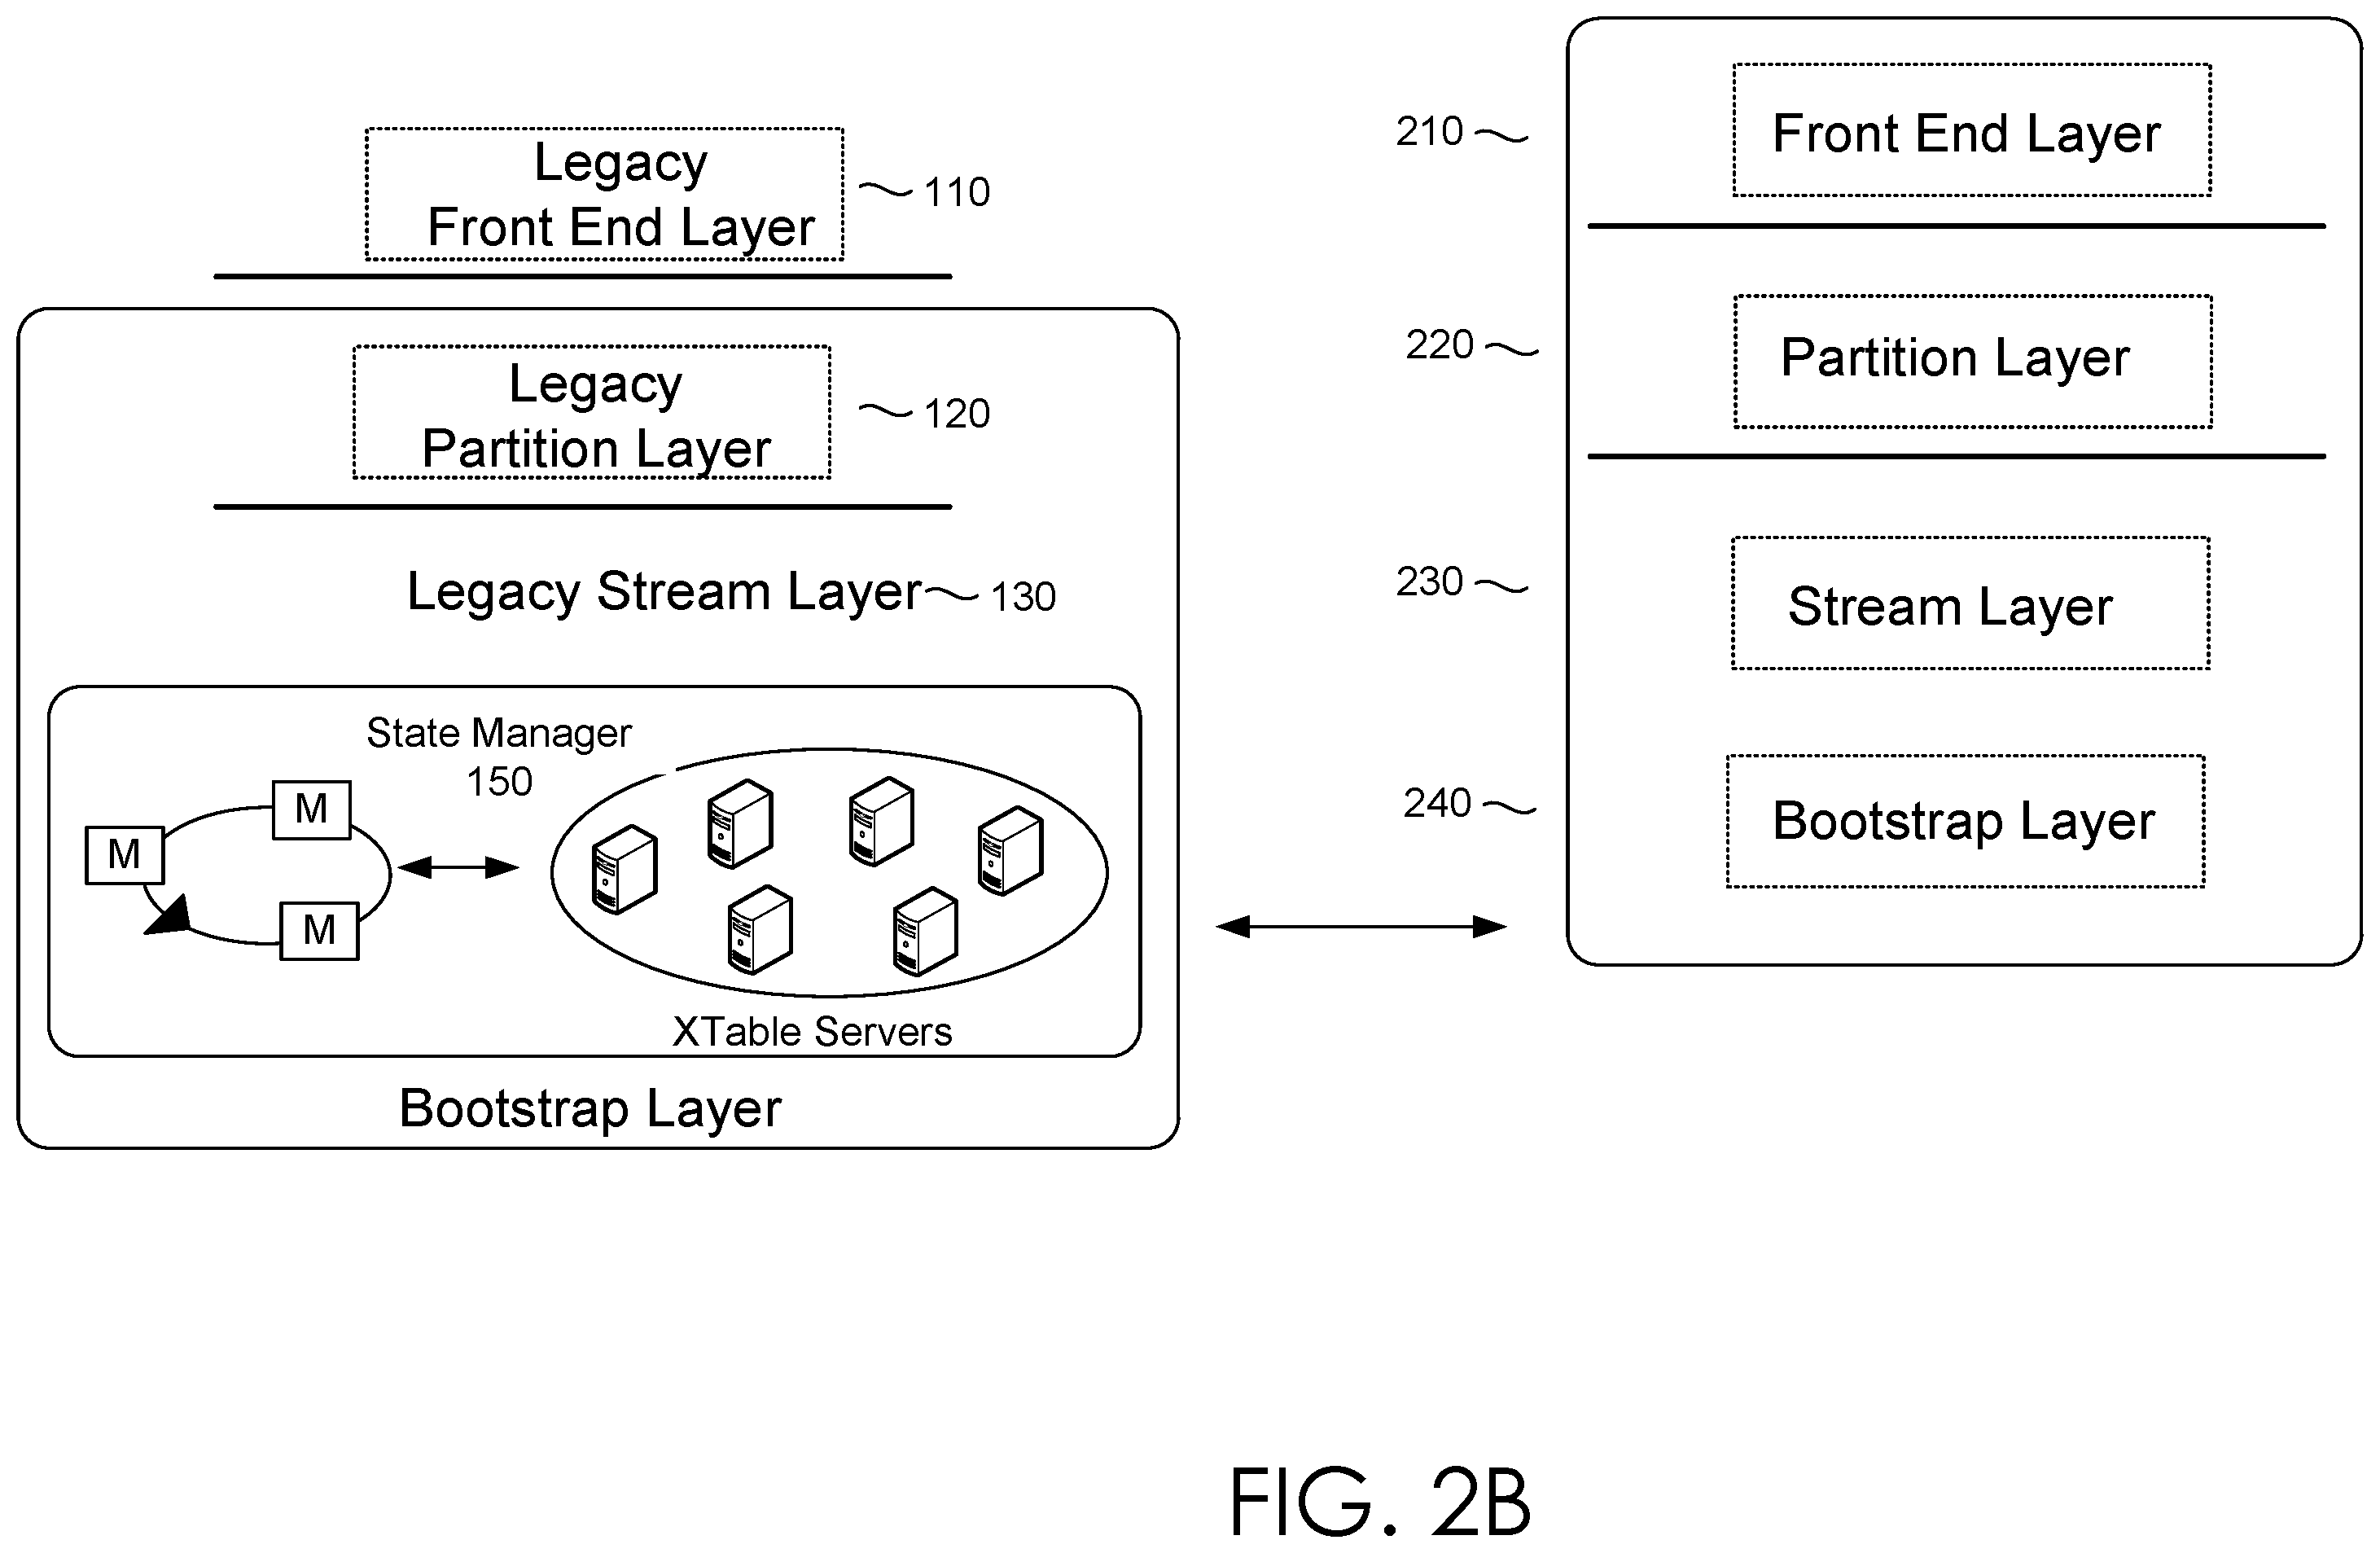 Legacy
Front End Layer
110
Legacy
Partition Layer
120
Legacy Stream Layer
130
State Manager
150
M
M
M
XTable Servers
Bootstrap Layer
210
Front End Layer
220
Partition Layer
230
Stream Layer
240
Bootstrap Layer
FIG. 2B